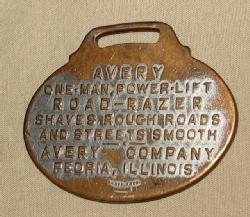 AVERY
ONE-MAN, POWER-LIFT
ROAD-RAZER
SHAVES ROUGH ROADS
AND STREETS SMOOTH
AVERY COMPANY
PEORIA, ILLINOIS.